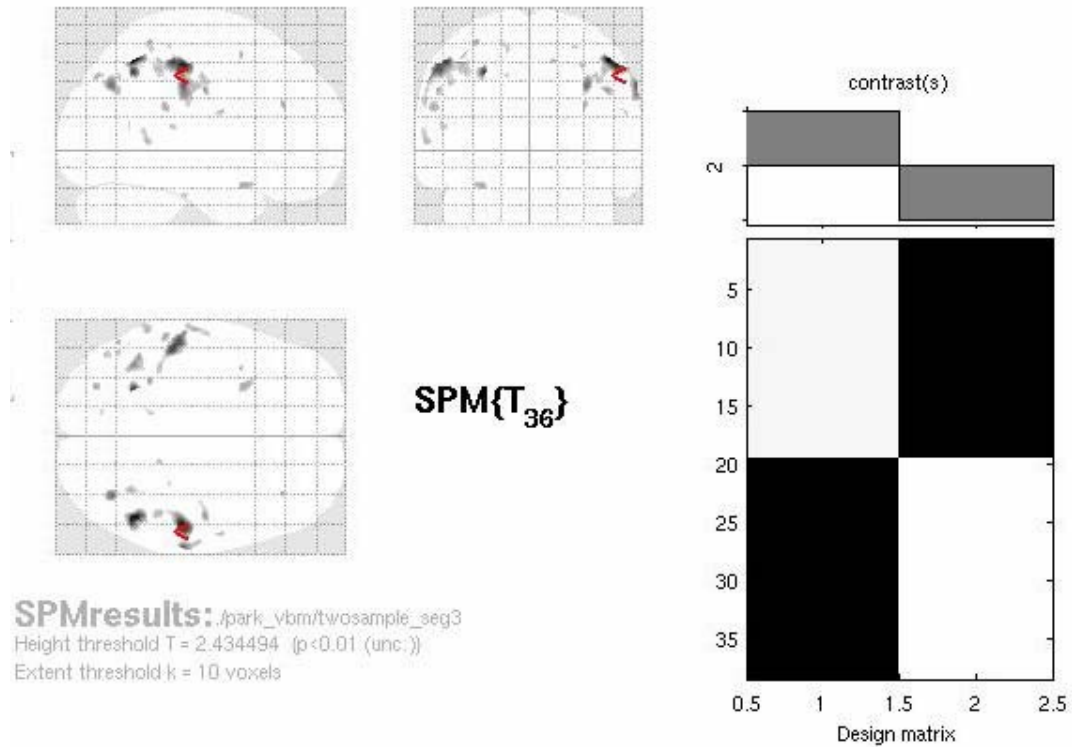 contrast(s)
2
SPM{T36}
5
10
15
20
25
30
35
0.5 1 1.5 2 2.5
Design matrix
SPMresults: ./park_vbm/twosample_seg3
Height threshold T = 2.434494 (p<0.01 (unc.))
Extent threshold k = 10 voxels